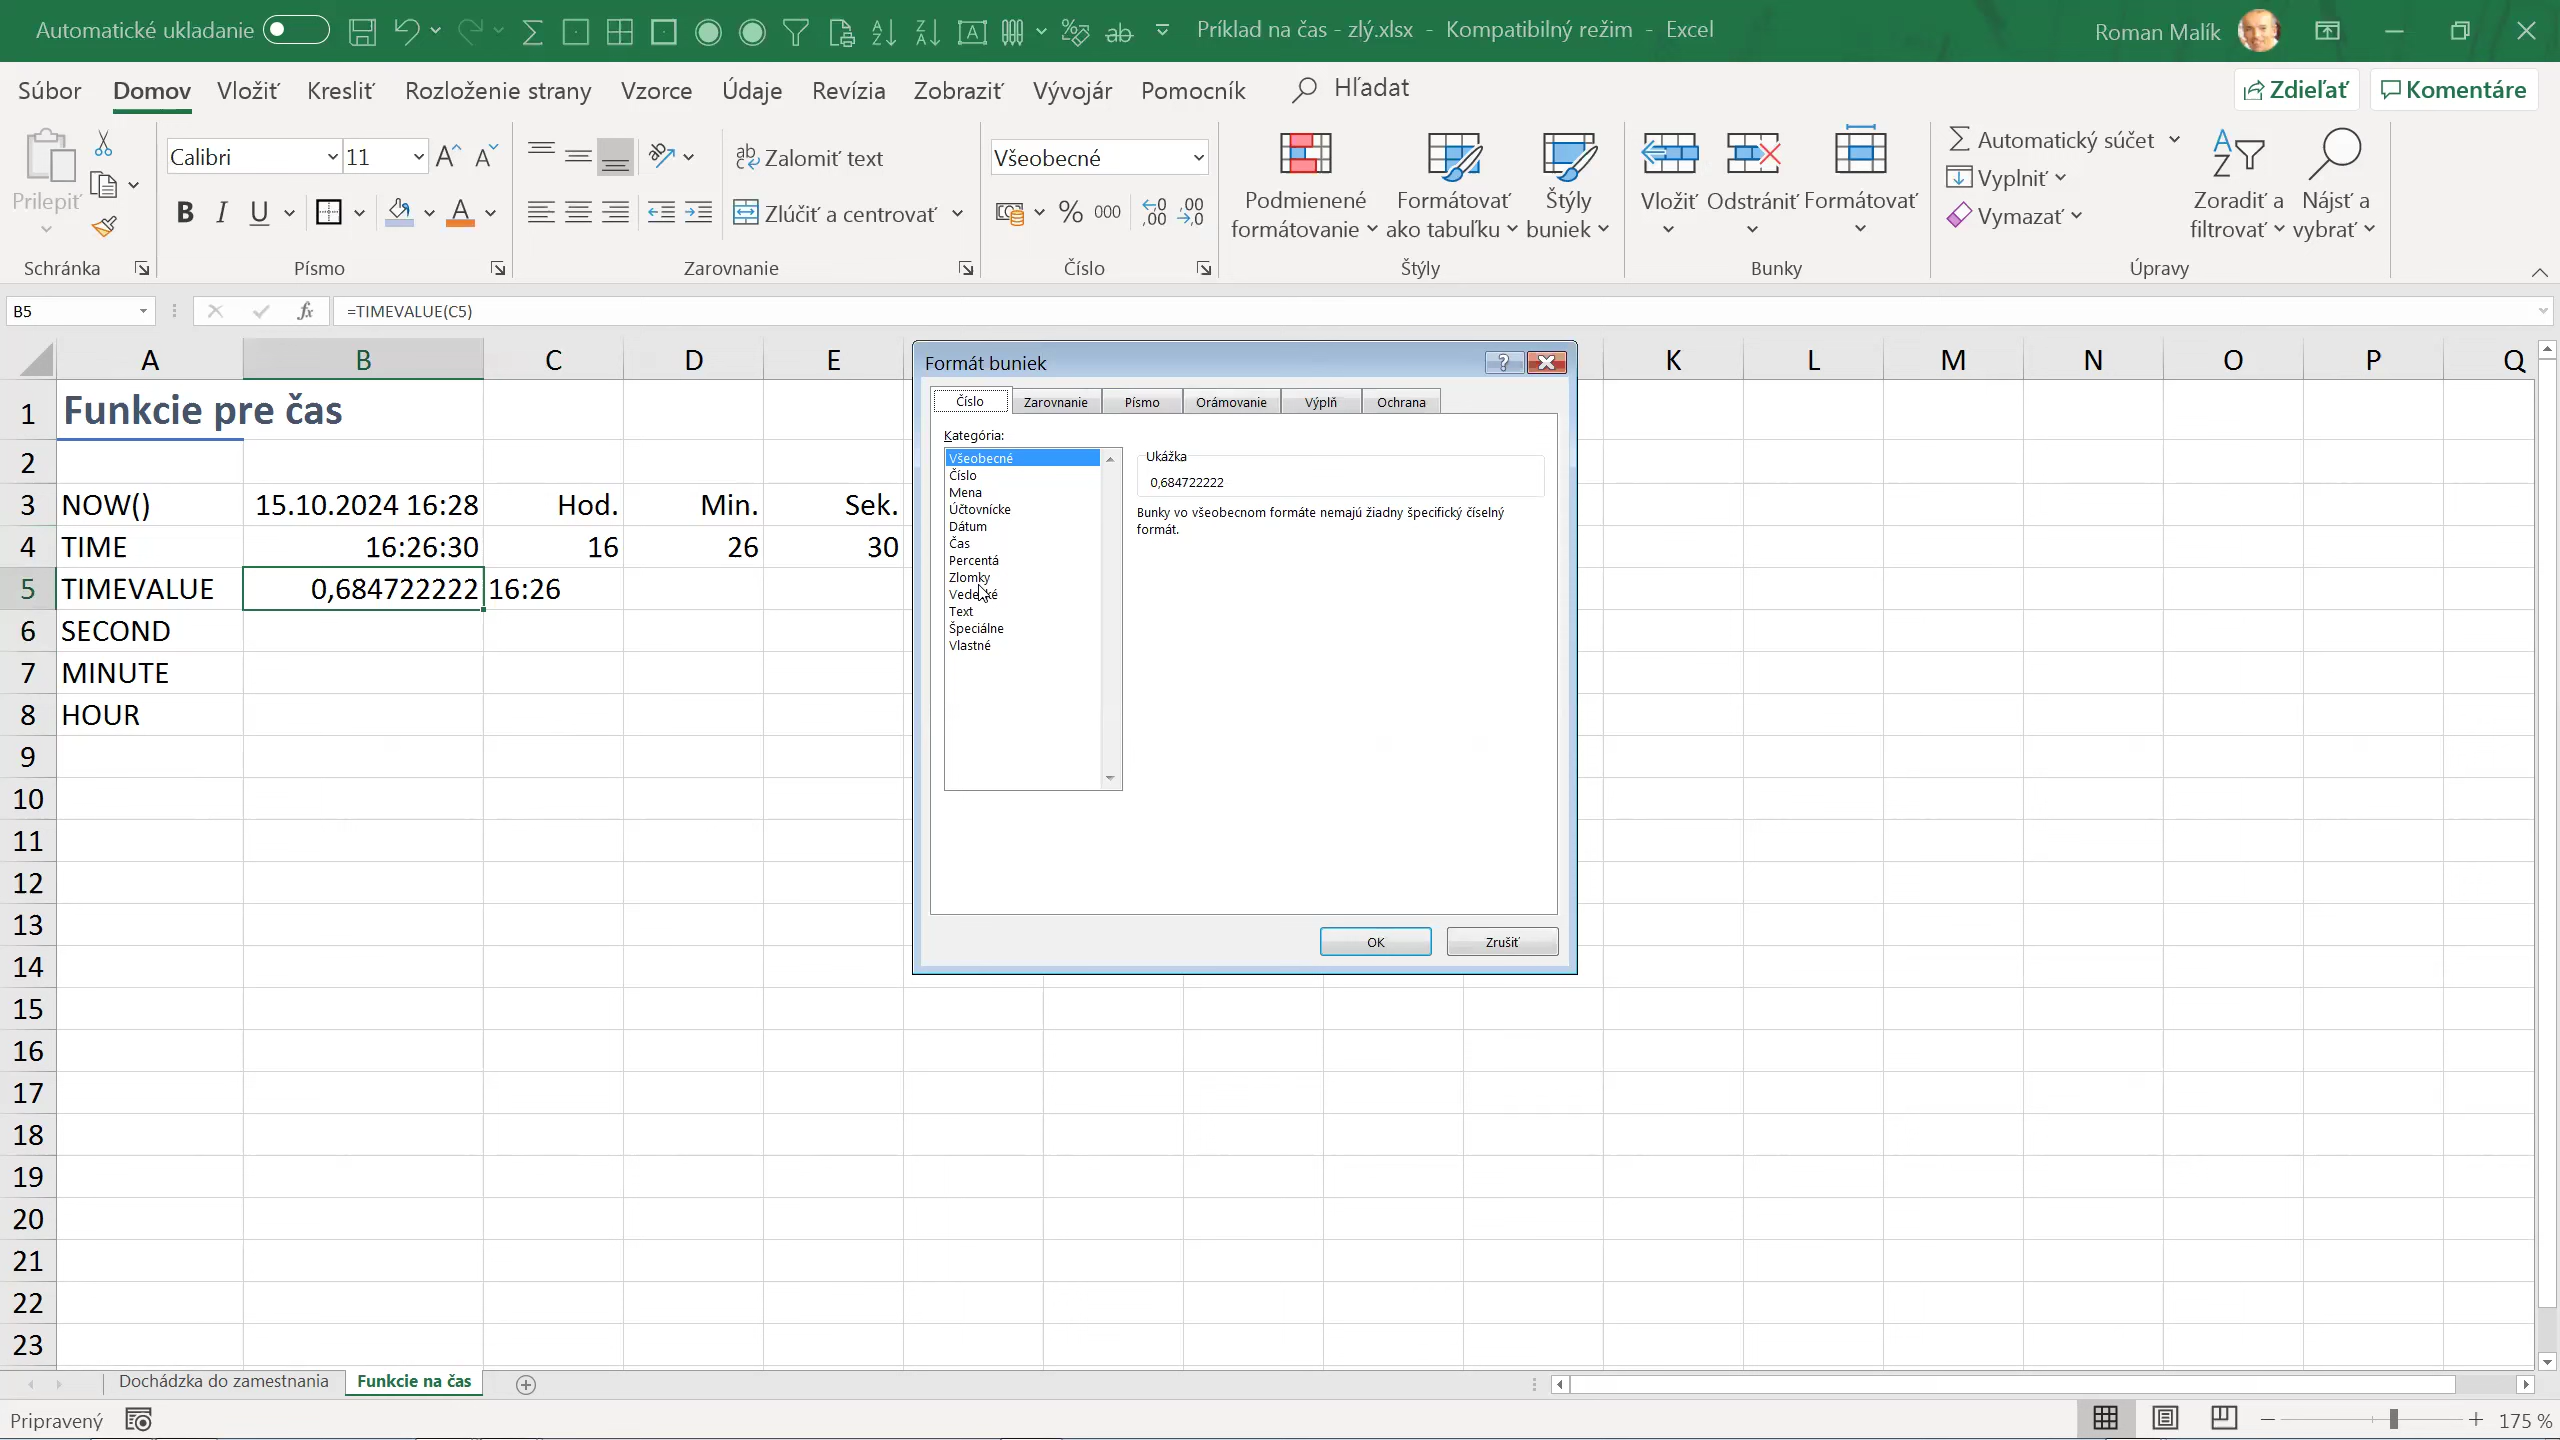 Automatické ukladanie
Príklad na čas - zlý.xlsx - Kompatibilný režim - Excel
Roman Malík
Súbor Domov Vložiť Kresliť Rozloženie strany Vzorce Údaje Revízia Zobraziť Vývojár Pomocník Hľadať Zdieľať Komentáre
Prilepiť
Calibri 11
B I U
Zalomiť text
Zlúčiť a centrovať
Všeobecné
% 000
Podmienené formátovanie
Formátovať ako tabuľku
Štýly buniek
Vložiť Odstrániť Formátovať
Automatický súčet
Vyplniť
Vymazať
Zoradiť a filtrovať
Nájsť a vybrať
Schránka Písmo Zarovnanie Číslo Štýly Bunky Úpravy
B5 fx =TIMEVALUE(C5)
A B C D E K L M N O P Q
1 Funkcie pre čas
2
3 NOW() 15.10.2024 16:28 Hod. Min. Sek.
4 TIME 16:26:30 16 26 30
5 TIMEVALUE 0,684722222 16:26
6 SECOND
7 MINUTE
8 HOUR
9
10
11
12
13
14
15
16
17
18
19
20
21
22
23
Formát buniek
Číslo Zarovnanie Písmo Orámovanie Výplň Ochrana
Kategória:
Všeobecné
Číslo
Mena
Účtovnícke
Dátum
Čas
Percentá
Zlomky
Vedecké
Text
Špeciálne
Vlastné
Ukážka
0,684722222
Bunky vo všeobecnom formáte nemajú žiadny špecifický číselný
formát.
OK Zrušiť
Dochádzka do zamestnania Funkcie na čas
Pripravený
175 %